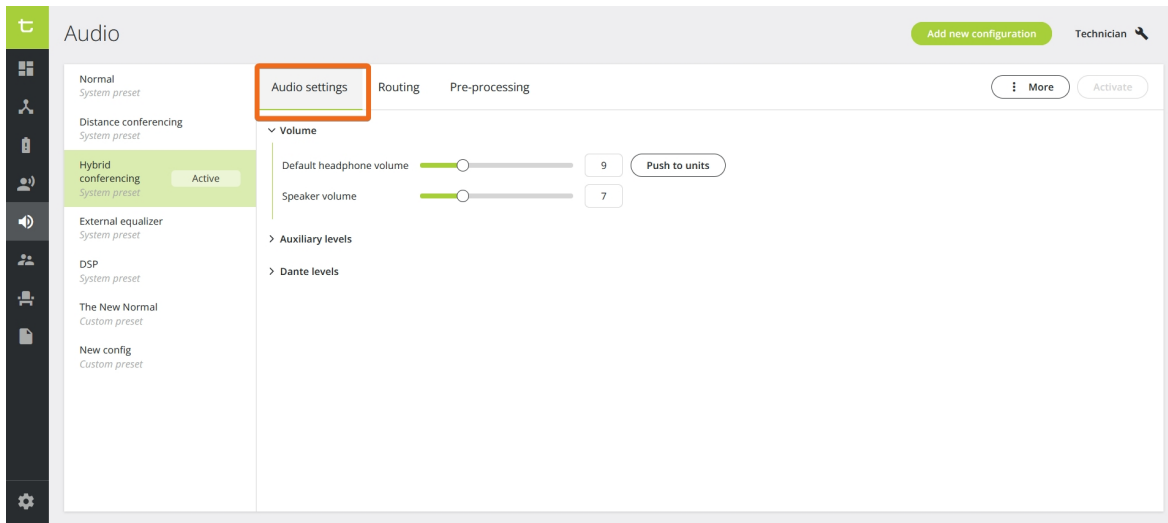 Audio
Add new configuration
Technician
Normal
System preset
Distance conferencing
System preset
Hybrid
conferencing
Active
System preset
External equalizer
System preset
DSP
System preset
The New Normal
Custom preset
New config
Custom preset
Audio settings Routing Pre-processing
More Activate
Volume
Default headphone volume 9 Push to units
Speaker volume 7
Auxiliary levels
Dante levels